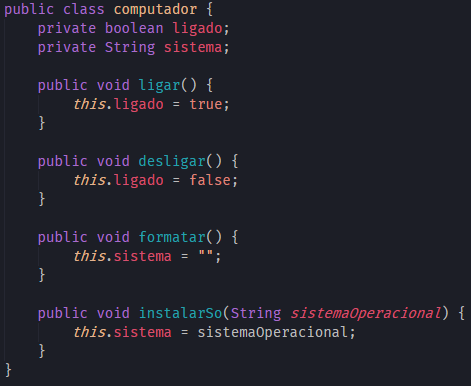 public class computador {
    private boolean ligado;
    private String sistema;

    public void ligar() {
        this.ligado = true;
    }

    public void desligar() {
        this.ligado = false;
    }

    public void formatar() {
        this.sistema = "";
    }

    public void instalarSo(String sistemaOperacional) {
        this.sistema = sistemaOperacional;
    }
}